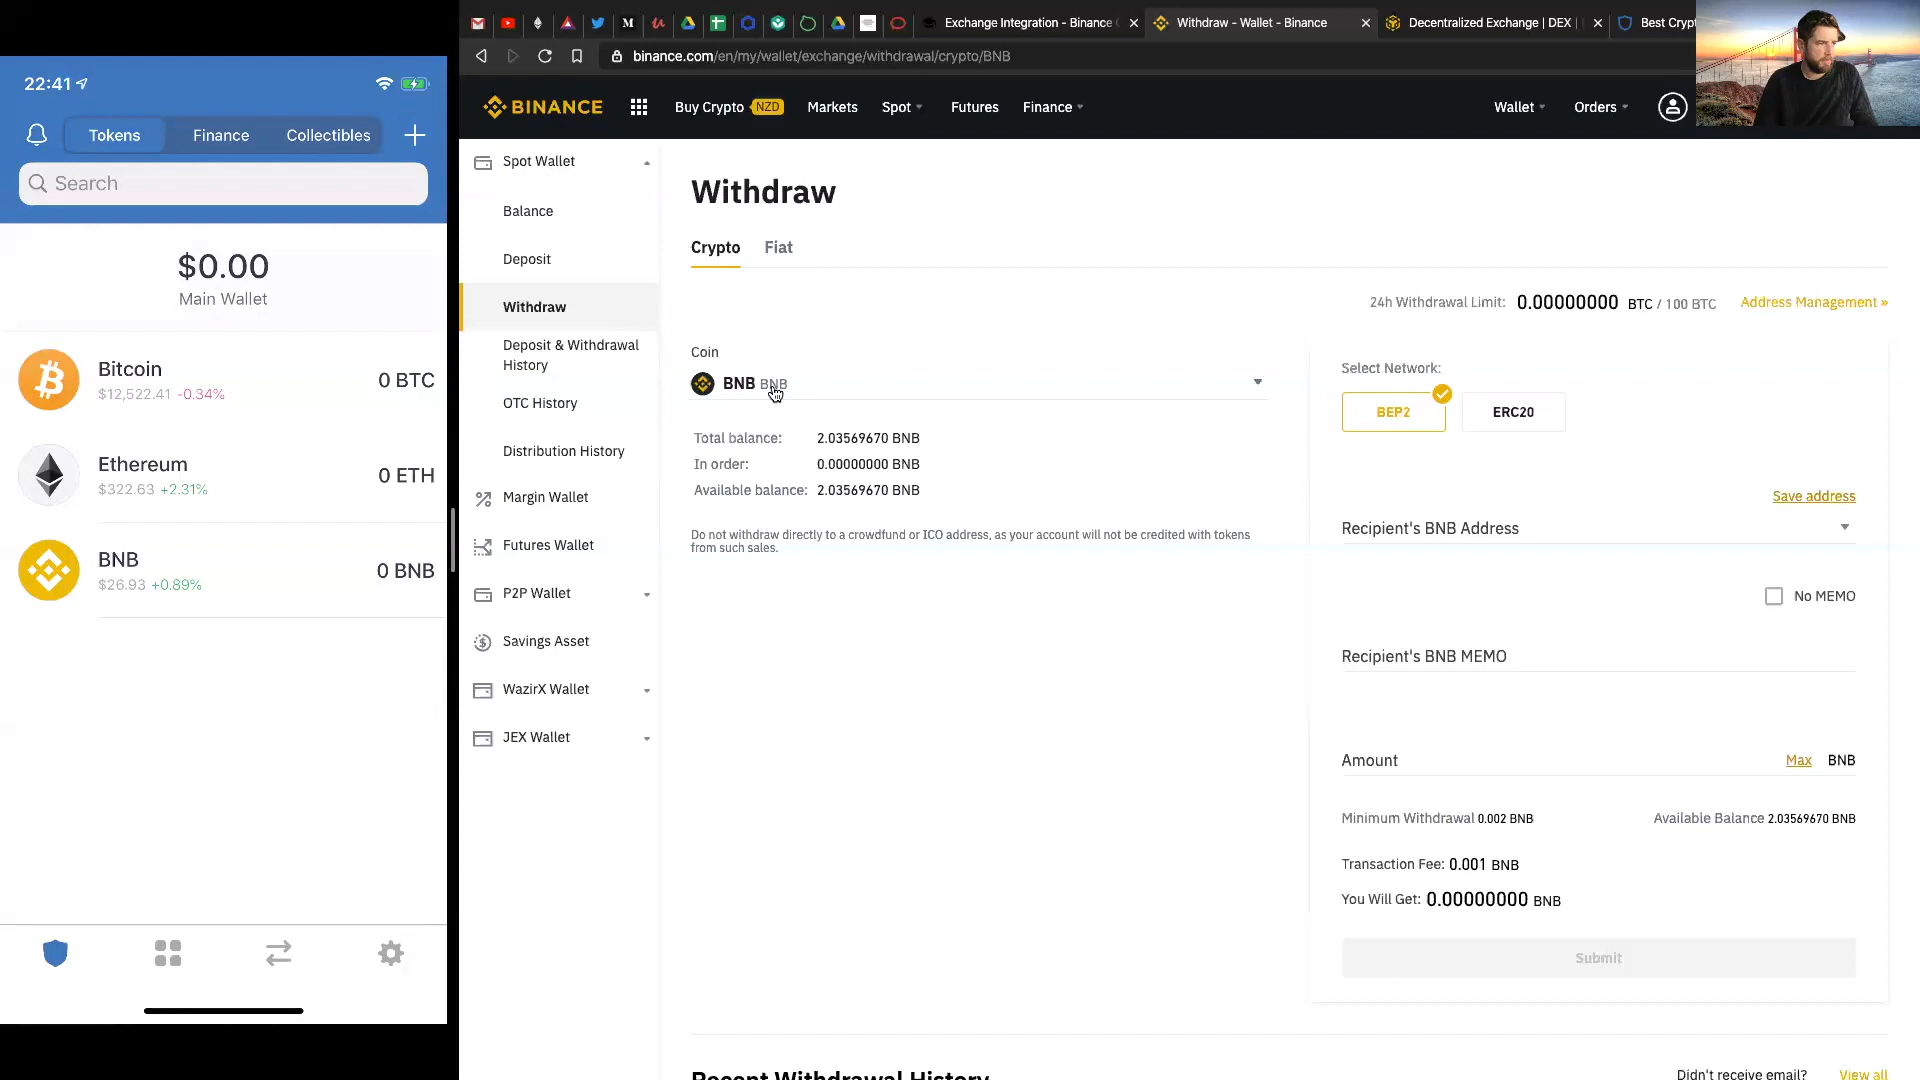 22:41
Tokens
Finance
Collectibles
Search
$0.00
Main Wallet
Bitcoin
$12,522.41 -0.34%
0 BTC
Ethereum
$322.63 +2.31%
0 ETH
BNB
$26.93 +0.89%
0 BNB
Exchange Integration - Binance
Withdraw - Wallet - Binance
Decentralized Exchange | DEX |
Best Crypt
binance.com/en/my/wallet/exchange/withdrawal/crypto/BNB
BINANCE
Buy Crypto NZD
Markets
Spot
Futures
Finance
Wallet
Orders
Spot Wallet
Balance
Deposit
Withdraw
Deposit & Withdrawal
History
OTC History
Distribution History
Margin Wallet
Futures Wallet
P2P Wallet
Savings Asset
WazirX Wallet
JEX Wallet
Withdraw
Crypto
Fiat
24h Withdrawal Limit: 0.00000000 BTC / 100 BTC
Address Management »
Coin
BNB BNB
Total balance: 2.03569670 BNB
In order: 0.00000000 BNB
Available balance: 2.03569670 BNB
Do not withdraw directly to a crowdfund or ICO address, as your account will not be credited with tokens
from such sales.
Select Network:
BEP2
ERC20
Save address
Recipient's BNB Address
No MEMO
Recipient's BNB MEMO
Amount
Max BNB
Minimum Withdrawal 0.002 BNB
Available Balance 2.03569670 BNB
Transaction Fee: 0.001 BNB
You Will Get: 0.00000000 BNB
Submit
Recent Withdrawal History
Didn't receive email?
View all